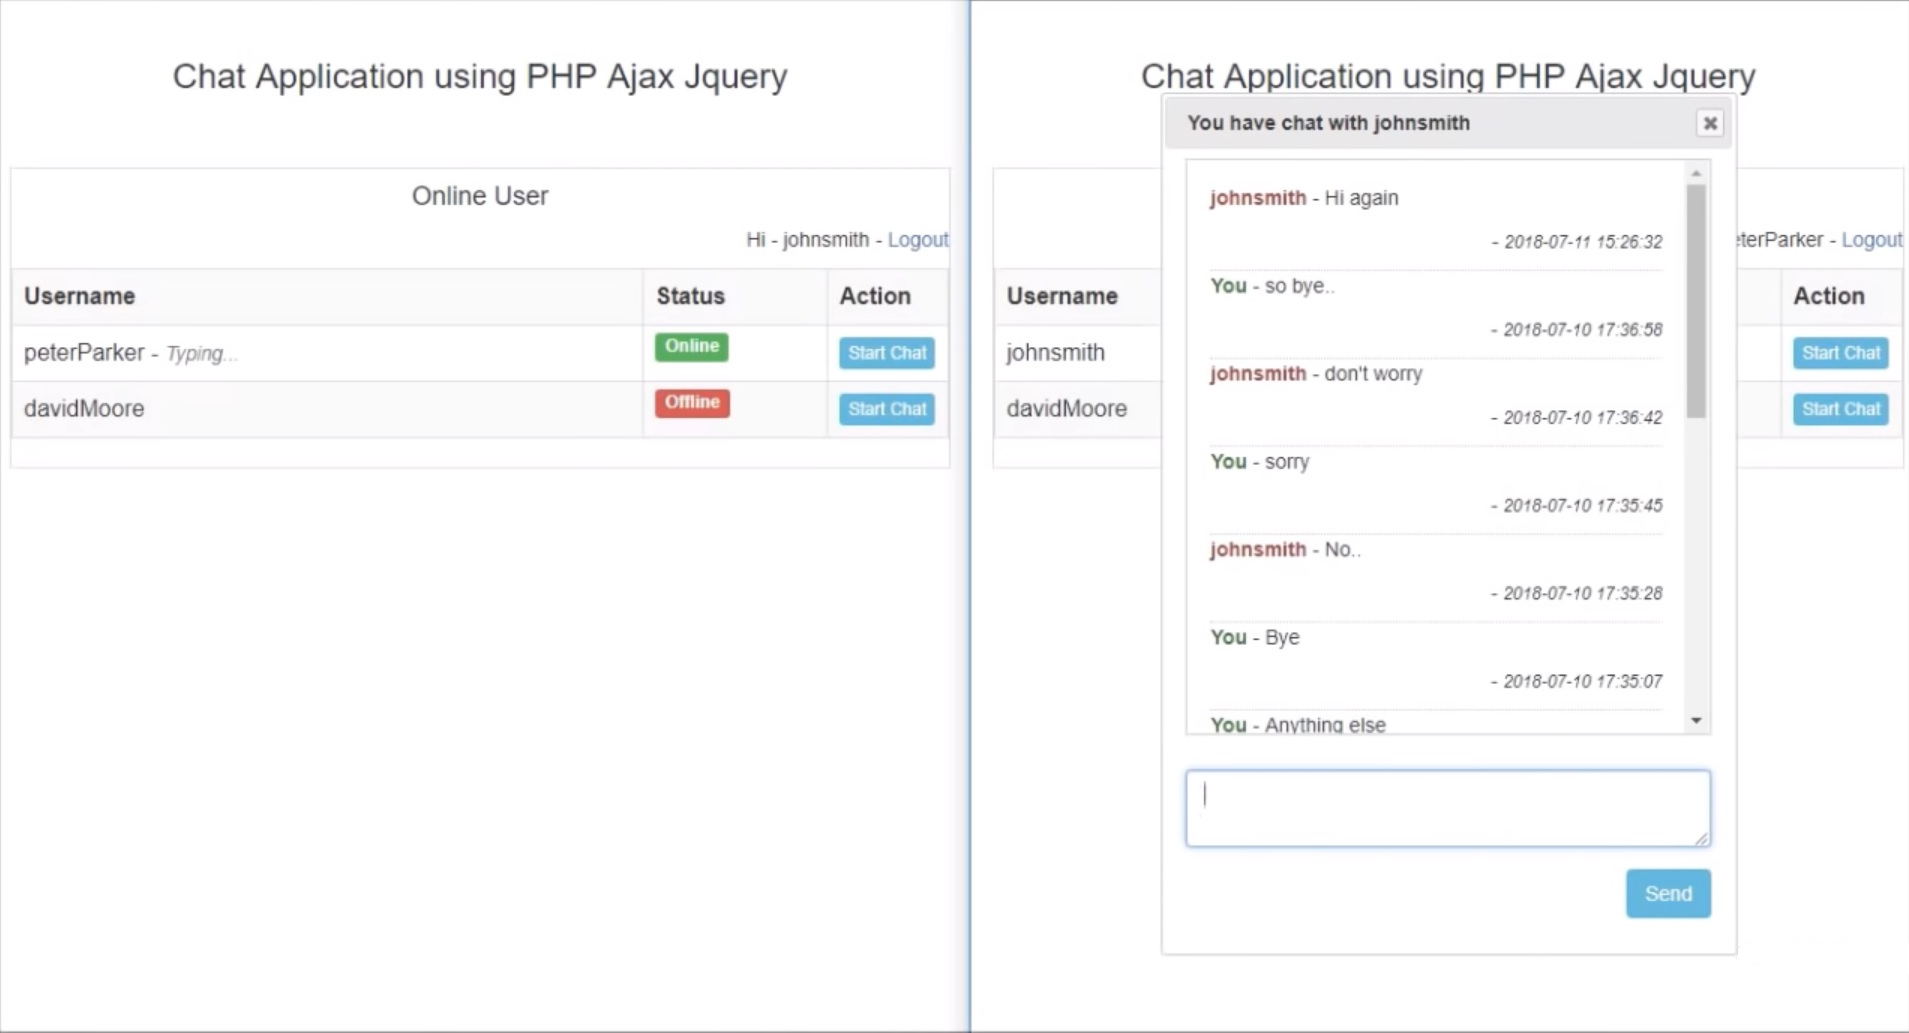 Chat Application using PHP Ajax Jquery
Online User
Hi - johnsmith - Logout
Username Status Action
peterParker - Typing... Online Start Chat
davidMoore Offline Start Chat
Chat Application using PHP Ajax Jquery
terParker - Logout
Username Action
johnsmith Start Chat
davidMoore Start Chat
You have chat with johnsmith
johnsmith - Hi again
- 2018-07-11 15:26:32
You - so bye..
- 2018-07-10 17:36:58
johnsmith - don't worry
- 2018-07-10 17:36:42
You - sorry
- 2018-07-10 17:35:45
johnsmith - No..
- 2018-07-10 17:35:28
You - Bye
- 2018-07-10 17:35:07
You - Anything else
Send